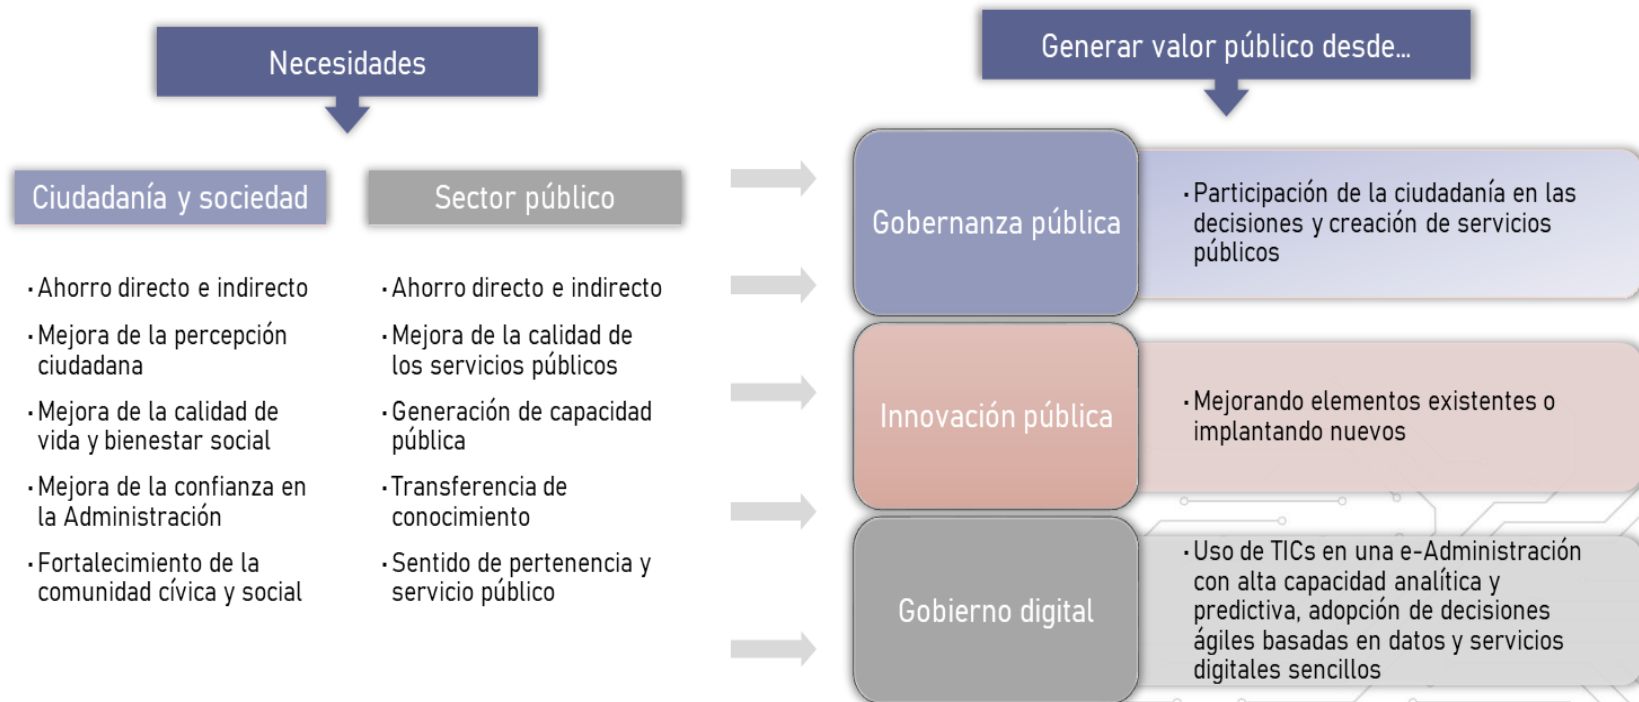 Necesidades
Generar valor público desde...
Ciudadanía y sociedad
· Ahorro directo e indirecto
· Mejora de la percepción
ciudadana
· Mejora de la calidad de
vida y bienestar social
· Mejora de la confianza en
la Administración
· Fortalecimiento de la
comunidad cívica y social
Sector público
· Ahorro directo e indirecto
· Mejora de la calidad de
los servicios públicos
· Generación de capacidad
pública
· Transferencia de
conocimiento
· Sentido de pertenencia y
servicio público
Gobernanza pública
· Participación de la ciudadanía en las
decisiones y creación de servicios
públicos
Innovación pública
· Mejorando elementos existentes o
implantando nuevos
Gobierno digital
· Uso de TICs en una e-Administración
con alta capacidad analítica y
predictiva, adopción de decisiones
ágiles basadas en datos y servicios
digitales sencillos